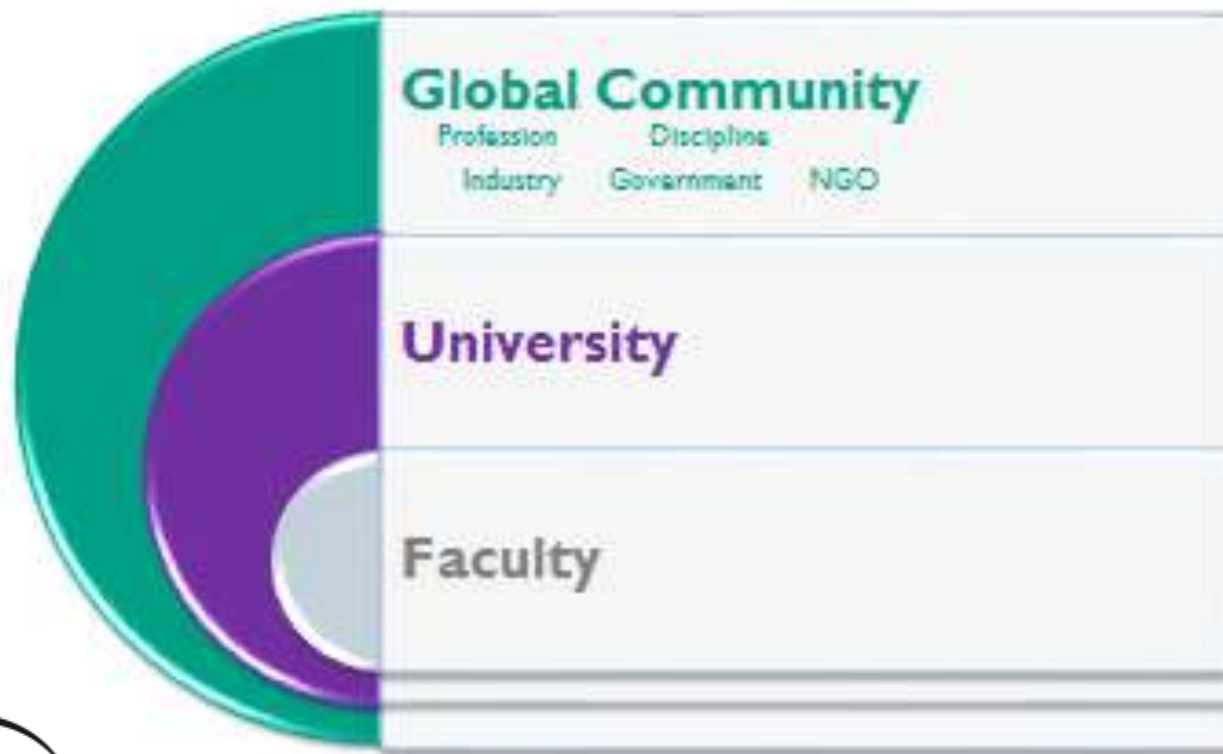 Global Community
Profession Discipline
Industry Government NGO
University
Faculty